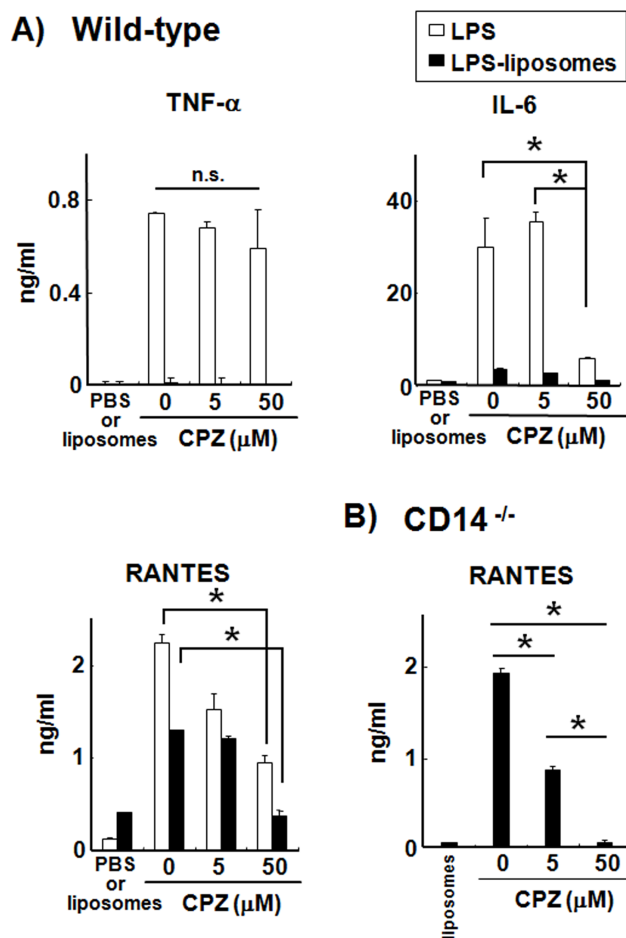 A) Wild-type
LPS
LPS-liposomes
TNF-α
n.s.
ng/ml
0.8
0.4
0
PBS
or
liposomes
0 5 50
CPZ (μM)
IL-6
*
*
40
20
0
PBS
or
liposomes
0 5 50
CPZ (μM)
RANTES
*
*
ng/ml
2
1
0
PBS
or
liposomes
0 5 50
CPZ (μM)
B) CD14 -/-
RANTES
*
*
*
ng/ml
2
1
0
liposomes
0 5 50
CPZ (μM)